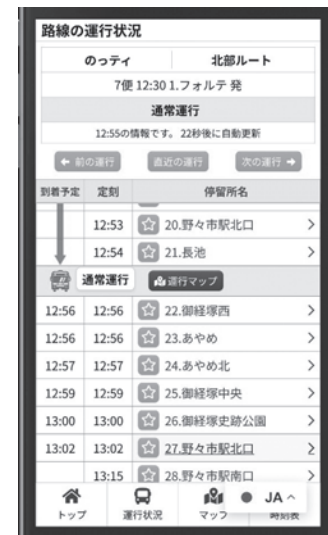 路線の運行状況
のっティ 北部ルート
7便 12:30 1.フォルテ 発
通常運行
12:55の情報です。 22秒後に自動更新
← 前の運行 直近の運行 次の運行 →
到着予定 定刻 停留所名
12:53 20.野々市駅北口
12:54 21.長池
通常運行 運行マップ
12:56 12:56 22.御経塚西
12:56 12:56 23.あやめ
12:57 12:57 24.あやめ北
12:59 12:59 25.御経塚中央
13:00 13:00 26.御経塚史跡公園
13:02 13:02 27.野々市駅北口
13:15 28.野々市駅南口
JA
トップ 運行状況 マップ 時刻表